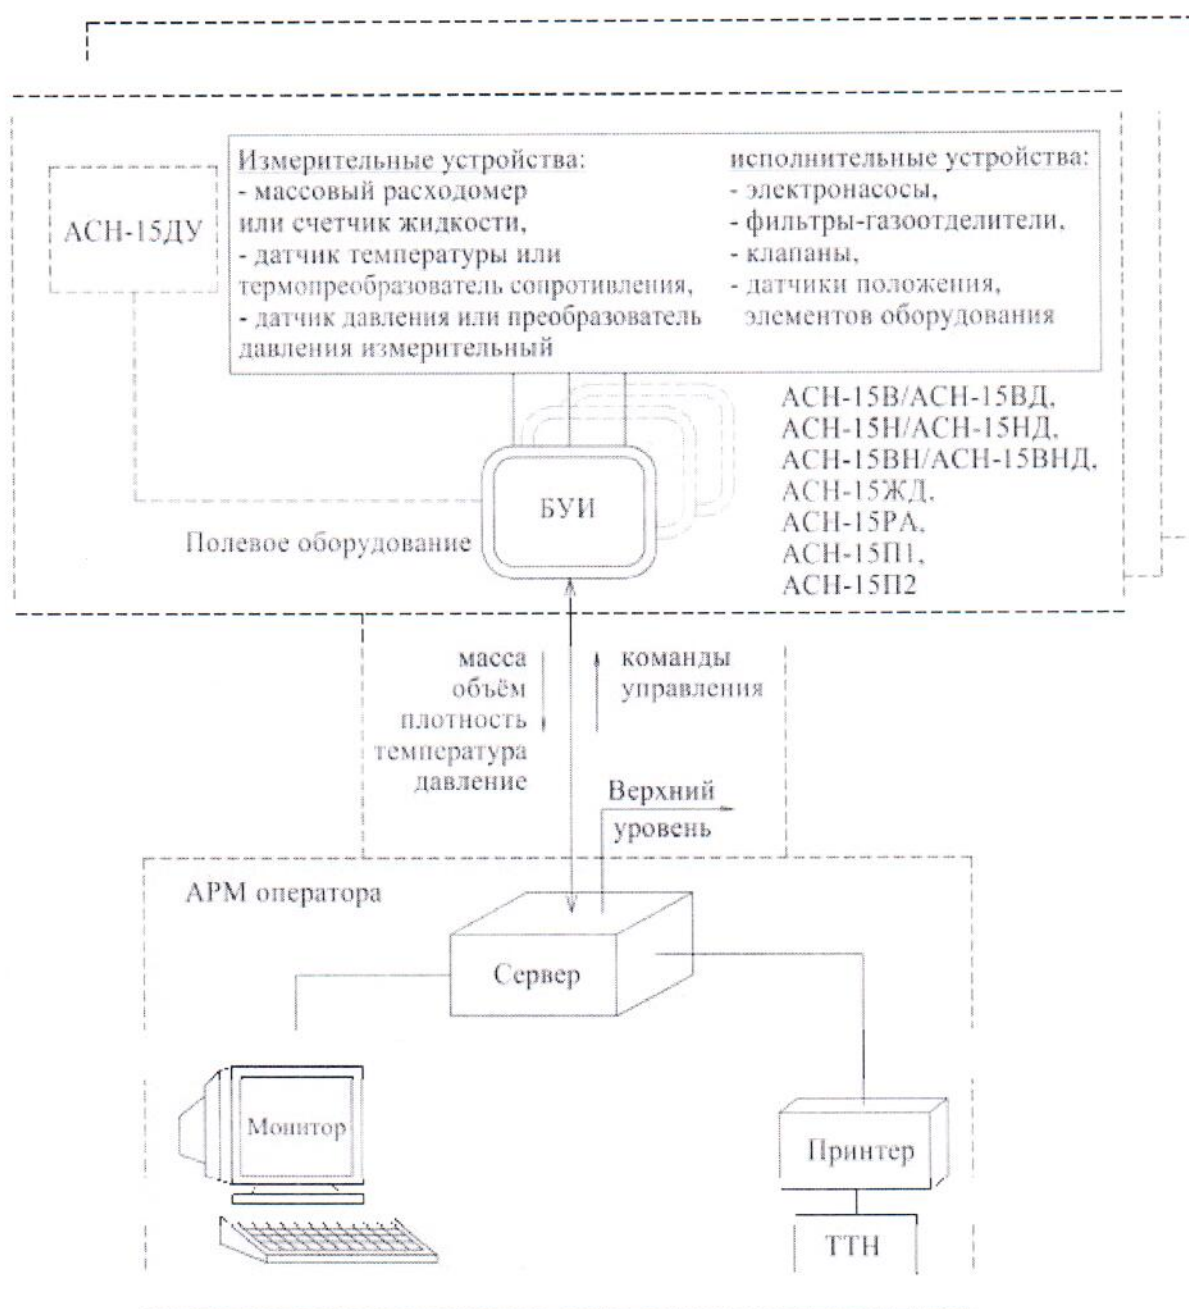 АСН-15ДУ
Измерительные устройства:
- массовый расходомер
или счетчик жидкости,
- датчик температуры или
термопреобразователь сопротивления,
- датчик давления или преобразователь
давления измерительный
исполнительные устройства:
- электронасосы,
- фильтры-газоотделители,
- клапаны,
- датчики положения,
элементов оборудования
АСН-15В/АСН-15ВД,
АСН-15Н/АСН-15НД,
АСН-15ВН/АСН-15ВНД,
АСН-15ЖД,
АСН-15РА,
АСН-15П1,
АСН-15П2
БУИ
Полевое оборудование
масса
объём
плотность
температура
давление
команды
управления
Верхний
уровень
АРМ оператора
Сервер
Монитор
Принтер
ТТН